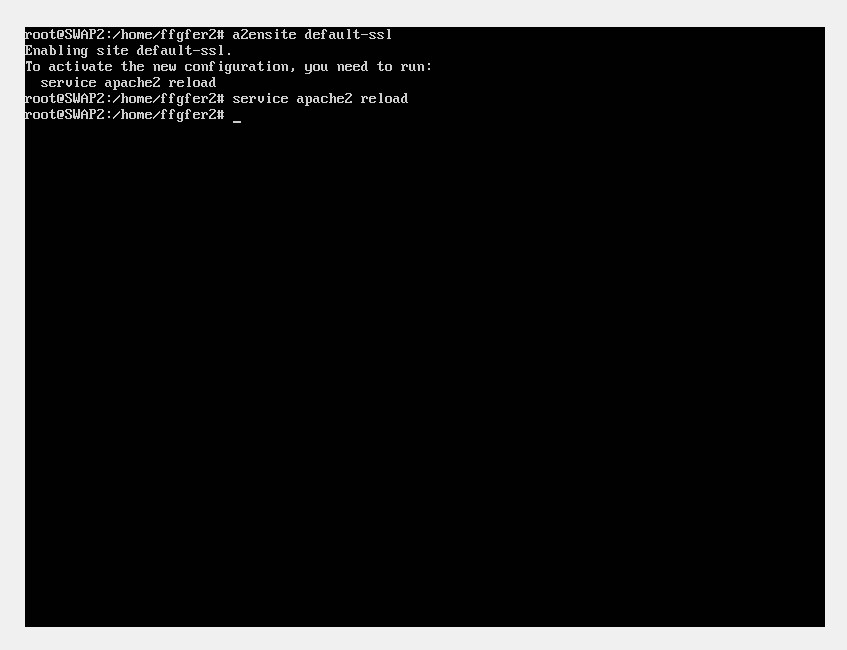 root@SWAP2:/home/ffgfer2# a2ensite default-ssl
Enabling site default-ssl.
To activate the new configuration, you need to run:
  service apache2 reload
root@SWAP2:/home/ffgfer2# service apache2 reload
root@SWAP2:/home/ffgfer2# _